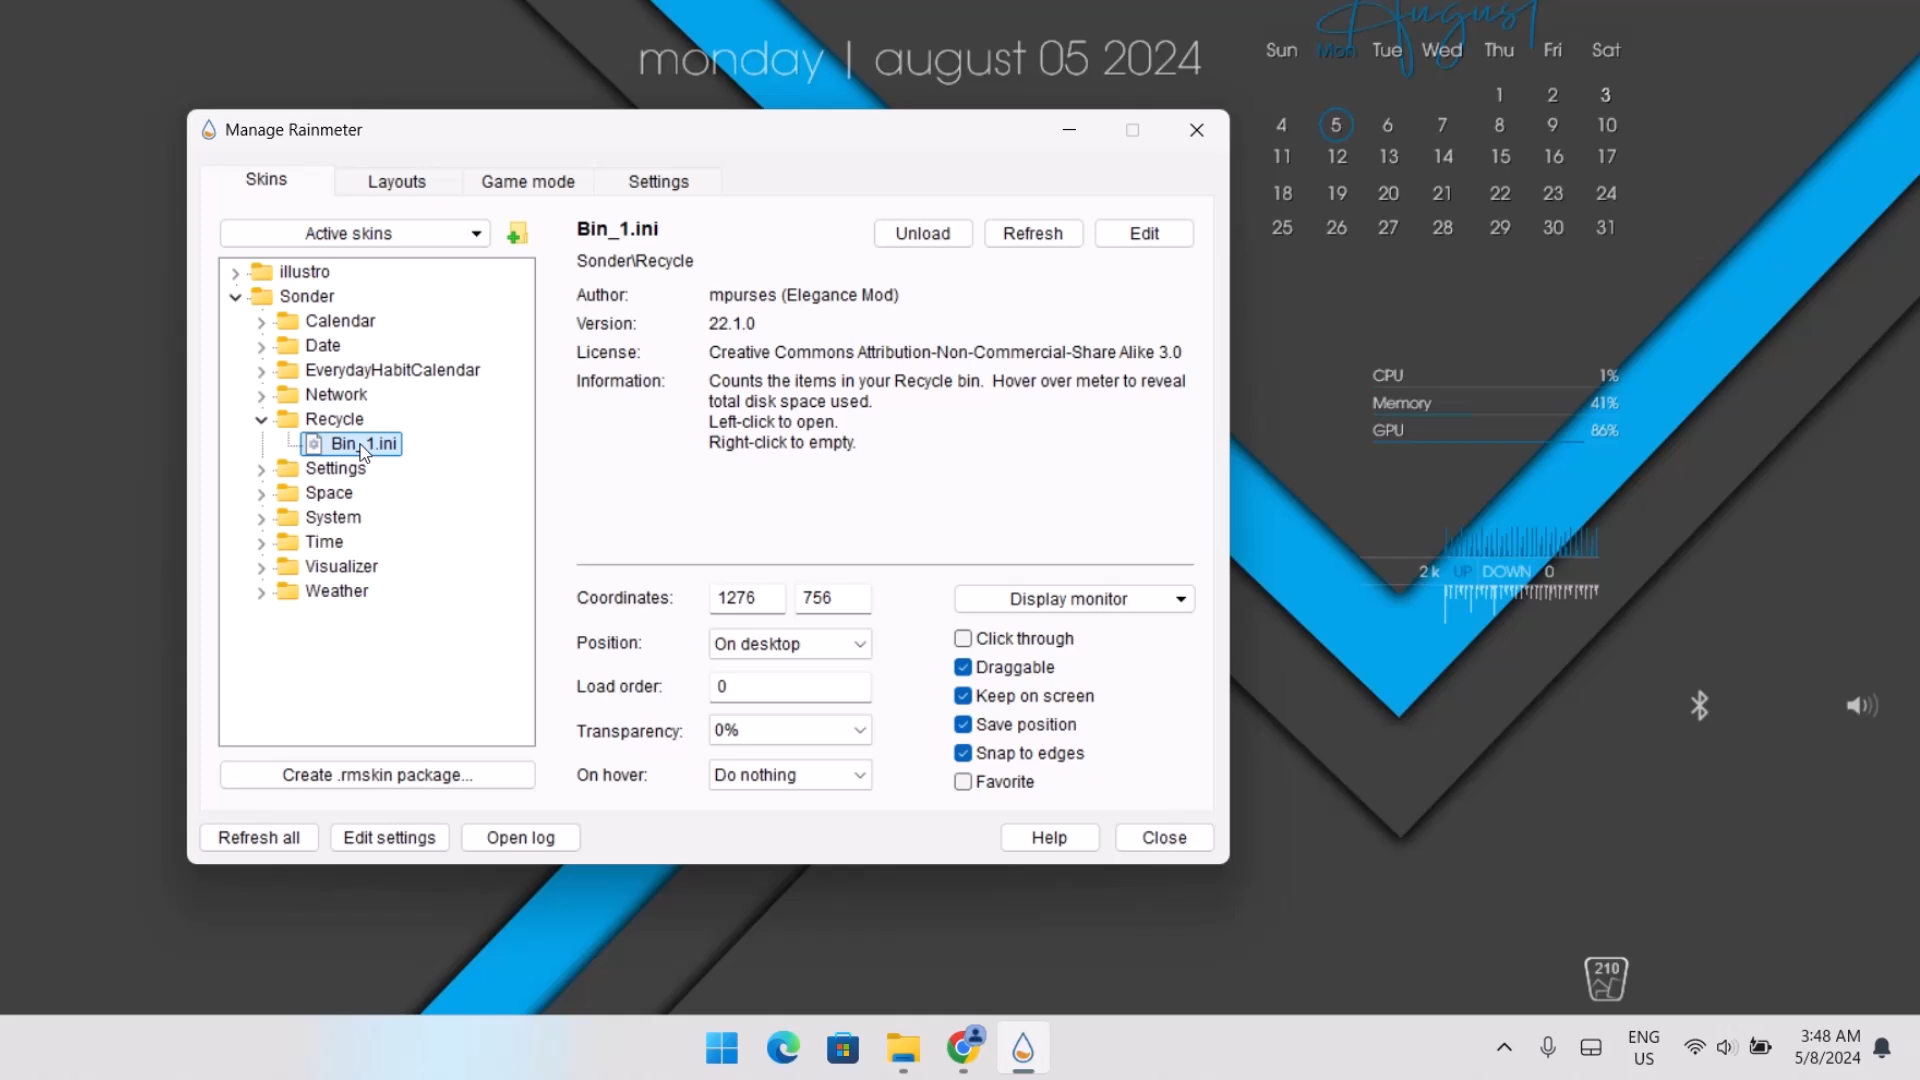 August
monday | august 05 2024
Sun Mon Tue Wed Thu Fri Sat
1 2 3
4 5 6 7 8 9 10
11 12 13 14 15 16 17
18 19 20 21 22 23 24
25 26 27 28 29 30 31
Manage Rainmeter
Skins Layouts Game mode Settings
Active skins
illustro
Sonder
Calendar
Date
EverydayHabitCalendar
Network
Recycle
Bin_1.ini
Settings
Space
System
Time
Visualizer
Weather
Create .rmskin package...
Bin_1.ini
Unload Refresh Edit
Sonder\Recycle
Author: mpurses (Elegance Mod)
Version: 22.1.0
License: Creative Commons Attribution-Non-Commercial-Share Alike 3.0
Information: Counts the items in your Recycle bin. Hover over meter to reveal
total disk space used.
Left-click to open.
Right-click to empty.
Coordinates: 1276 756
Position: On desktop
Load order: 0
Transparency: 0%
On hover: Do nothing
Display monitor
Click through
Draggable
Keep on screen
Save position
Snap to edges
Favorite
Refresh all Edit settings Open log Help Close
CPU 1%
Memory 41%
GPU 86%
2 k UP DOWN 0
210
ENG
US
3:48 AM
5/8/2024